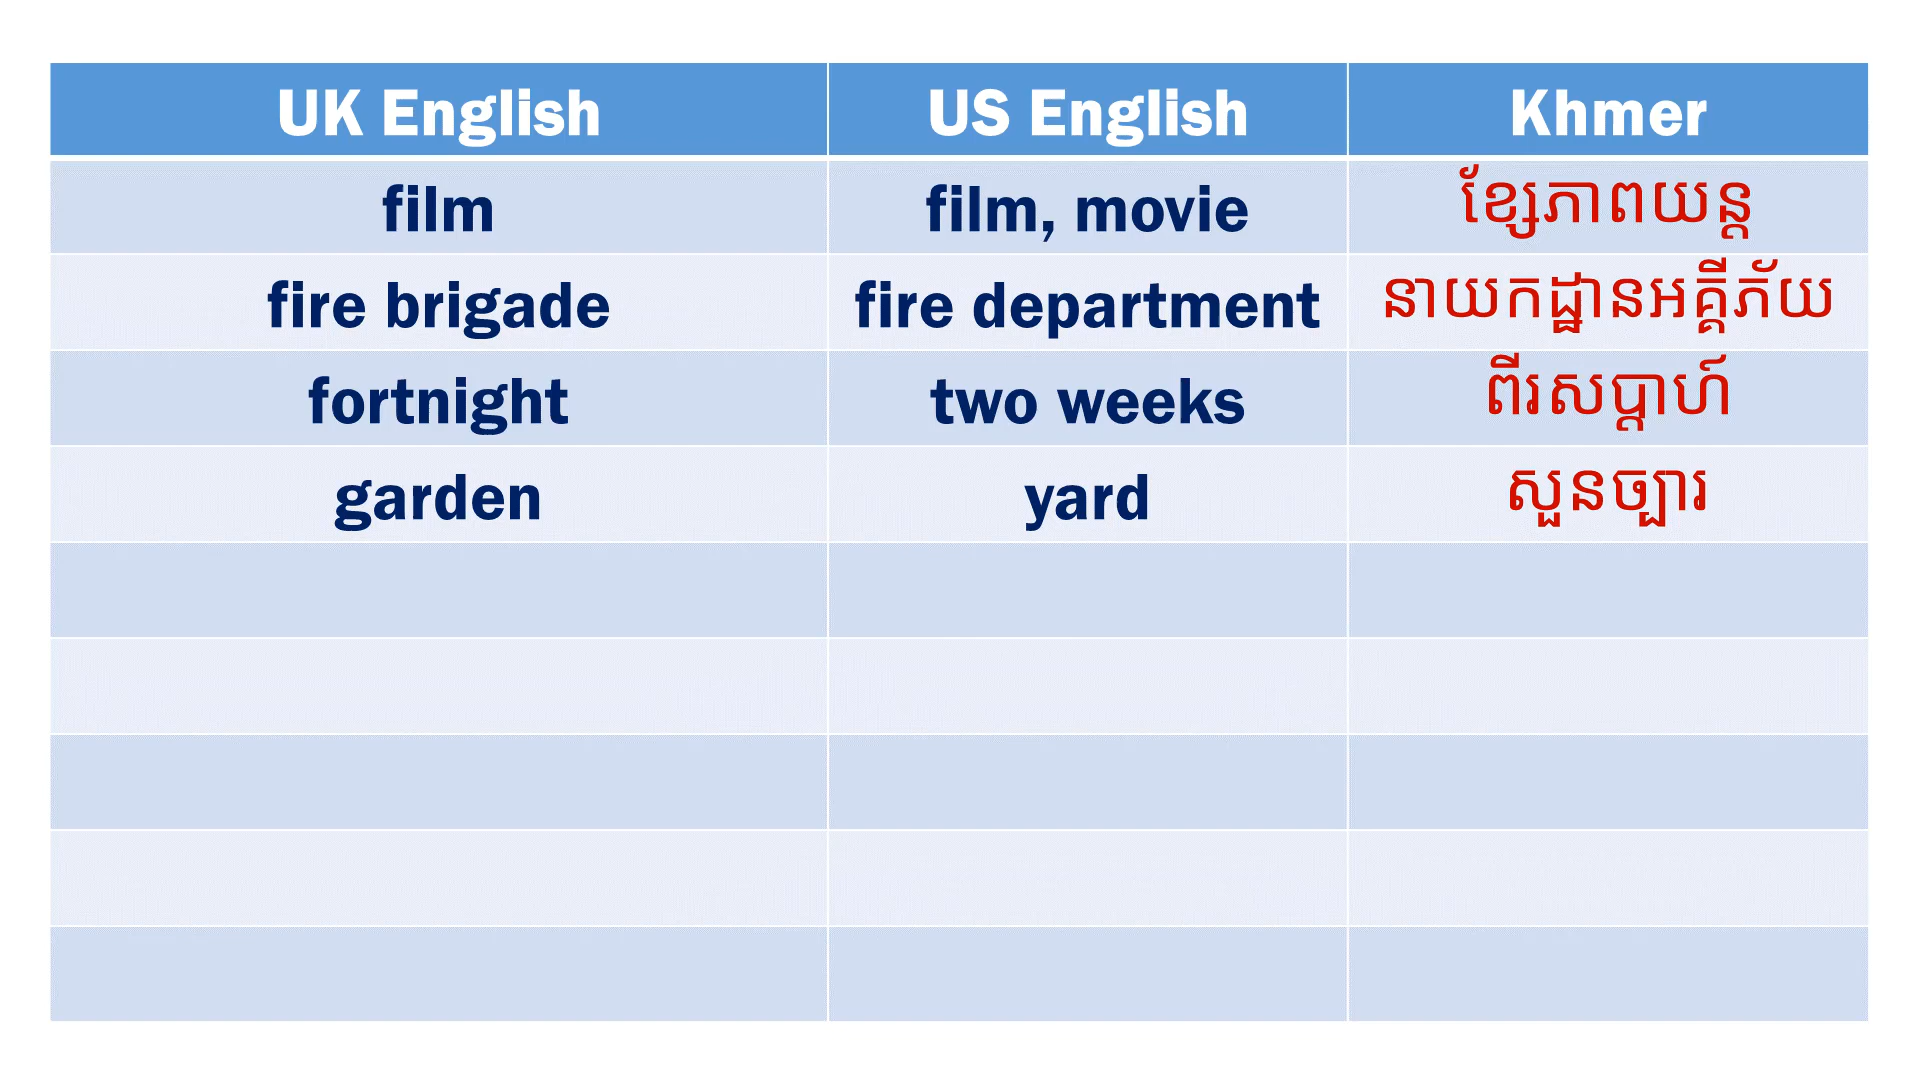 UK English US English Khmer
film film, movie ខ្សែភាពយន្ត
fire brigade fire department នាយកដ្ឋានអគ្គីភ័យ
fortnight two weeks ពីរសប្តាហ៍
garden yard សួនច្បារ